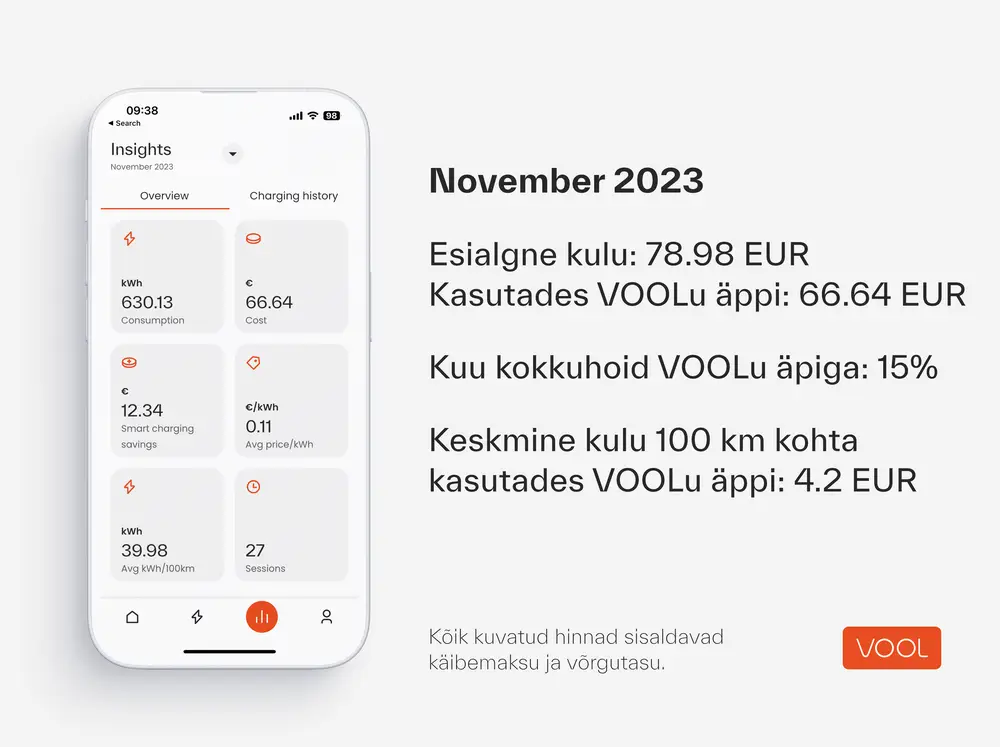 09:38
98
Search
Insights
November 2023
Overview
Charging history
kWh
630.13
Consumption
€
66.64
Cost
€
12.34
Smart charging
savings
€/kWh
0.11
Avg price/kWh
kWh
39.98
Avg kWh/100km
27
Sessions
November 2023
Esialgne kulu: 78.98 EUR
Kasutades VOOLu äppi: 66.64 EUR
Kuu kokkuhoid VOOLu äpiga: 15%
Keskmine kulu 100 km kohta
kasutades VOOLu äppi: 4.2 EUR
Kõik kuvatud hinnad sisaldavad
käibemaksu ja võrgutasu.
VOOL